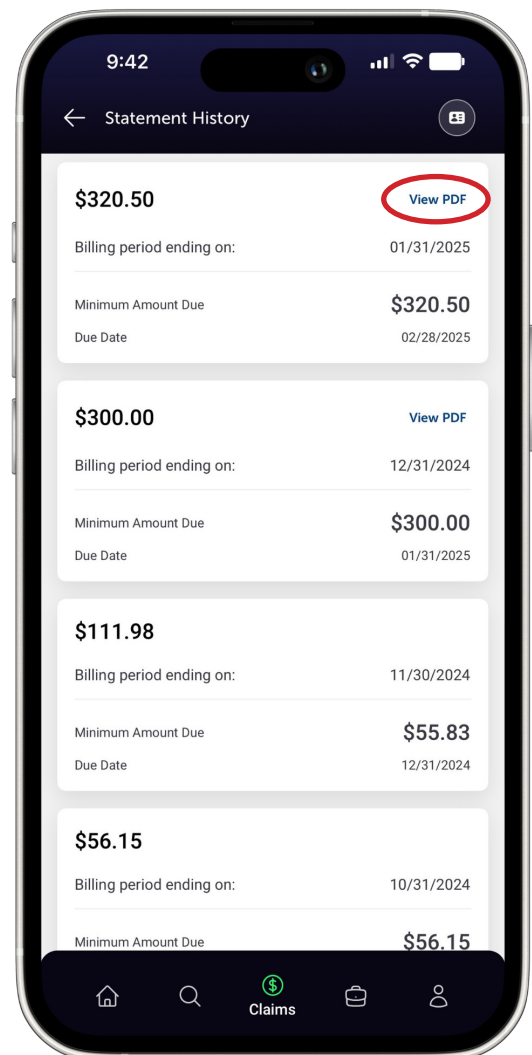 9:42
Statement History
$320.50 View PDF
Billing period ending on: 01/31/2025
Minimum Amount Due $320.50
Due Date 02/28/2025
$300.00 View PDF
Billing period ending on: 12/31/2024
Minimum Amount Due $300.00
Due Date 01/31/2025
$111.98
Billing period ending on: 11/30/2024
Minimum Amount Due $55.83
Due Date 12/31/2024
$56.15
Billing period ending on: 10/31/2024
Minimum Amount Due $56.15
Claims